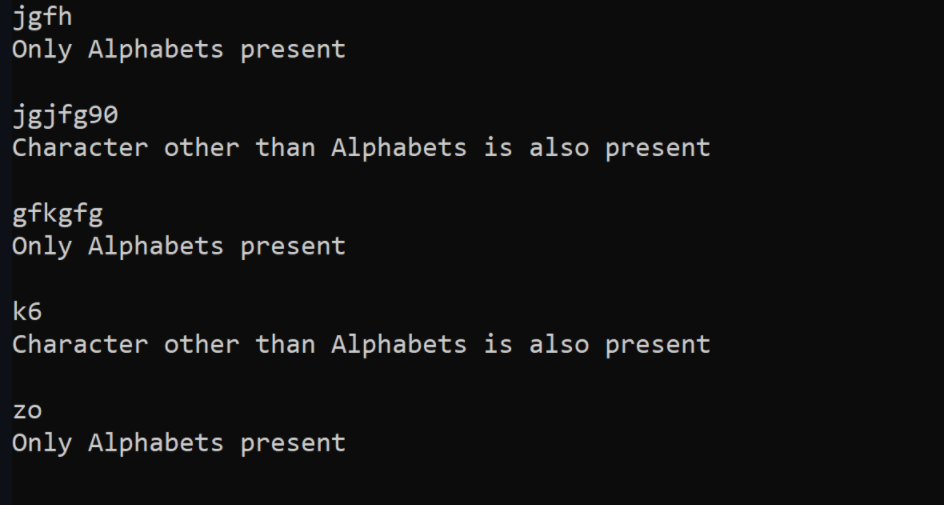 jgfh
Only Alphabets present
jgjfg90
Character other than Alphabets is also present
gfkgfg
Only Alphabets present
k6
Character other than Alphabets is also present
zo
Only Alphabets present